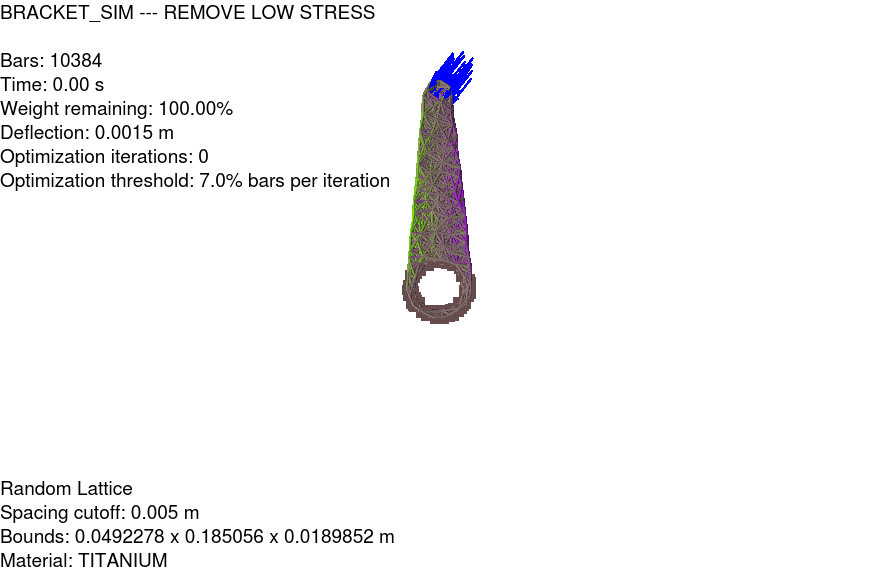 BRACKET_SIM --- REMOVE LOW STRESS
Bars: 10384
Time: 0.00 s
Weight remaining: 100.00%
Deflection: 0.0015 m
Optimization iterations: 0
Optimization threshold: 7.0% bars per iteration
Random Lattice
Spacing cutoff: 0.005 m
Bounds: 0.0492278 x 0.185056 x 0.0189852 m
Material: TITANIUM